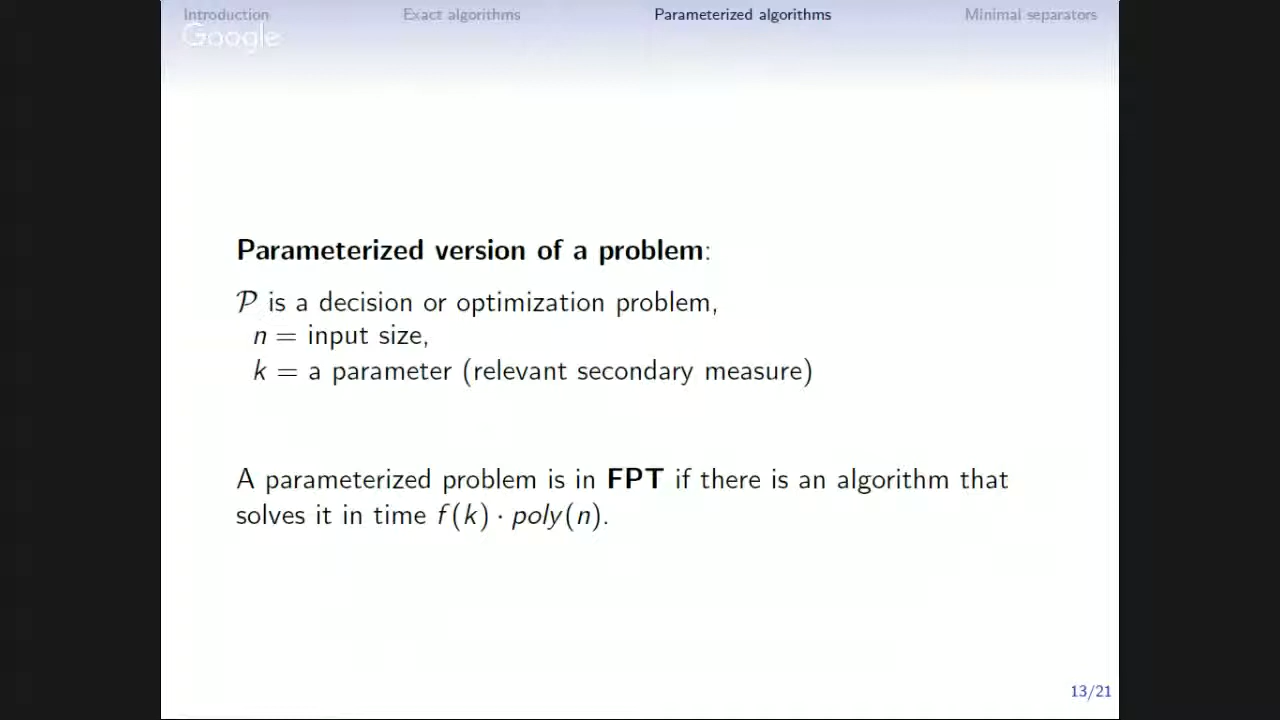 Introduction Exact algorithms Parameterized algorithms Minimal separators
Google
Parameterized version of a problem:
𝒫 is a decision or optimization problem,
n = input size,
k = a parameter (relevant secondary measure)
A parameterized problem is in FPT if there is an algorithm that
solves it in time f(k) · poly(n).
13/21